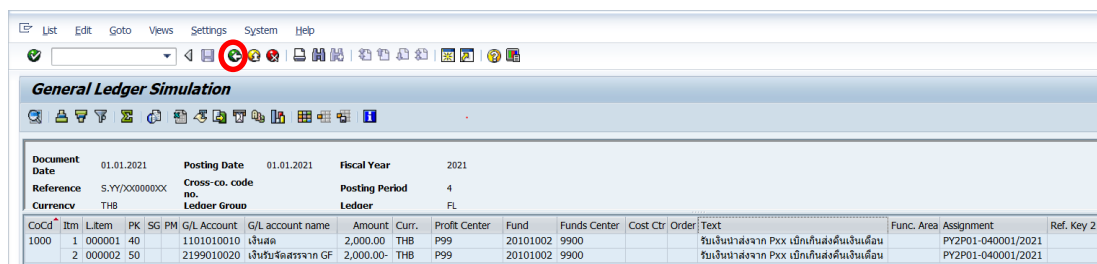 List Edit Goto Views Settings System Help
General Ledger Simulation
Document Date 01.01.2021 Posting Date 01.01.2021 Fiscal Year 2021
Reference S.YY/XX0000XX Cross-co. code no. Posting Period 4
Currency THB Ledger Group Ledger FL
CoCd Itm L.item PK SG PM G/L Account G/L account name Amount Curr. Profit Center Fund Funds Center Cost Ctr Order Text Func. Area Assignment Ref. Key 2
1000 1 000001 40 1101010010 เงินสด 2,000.00 THB P99 20101002 9900 รับเงินนำส่งจาก Pxx เบิกเกินส่งคืนเงินเดือน PY2P01-040001/2021
2 000002 50 2199010020 เงินรับจัดสรรจาก GF 2,000.00- THB P99 20101002 9900 รับเงินนำส่งจาก Pxx เบิกเกินส่งคืนเงินเดือน PY2P01-040001/2021